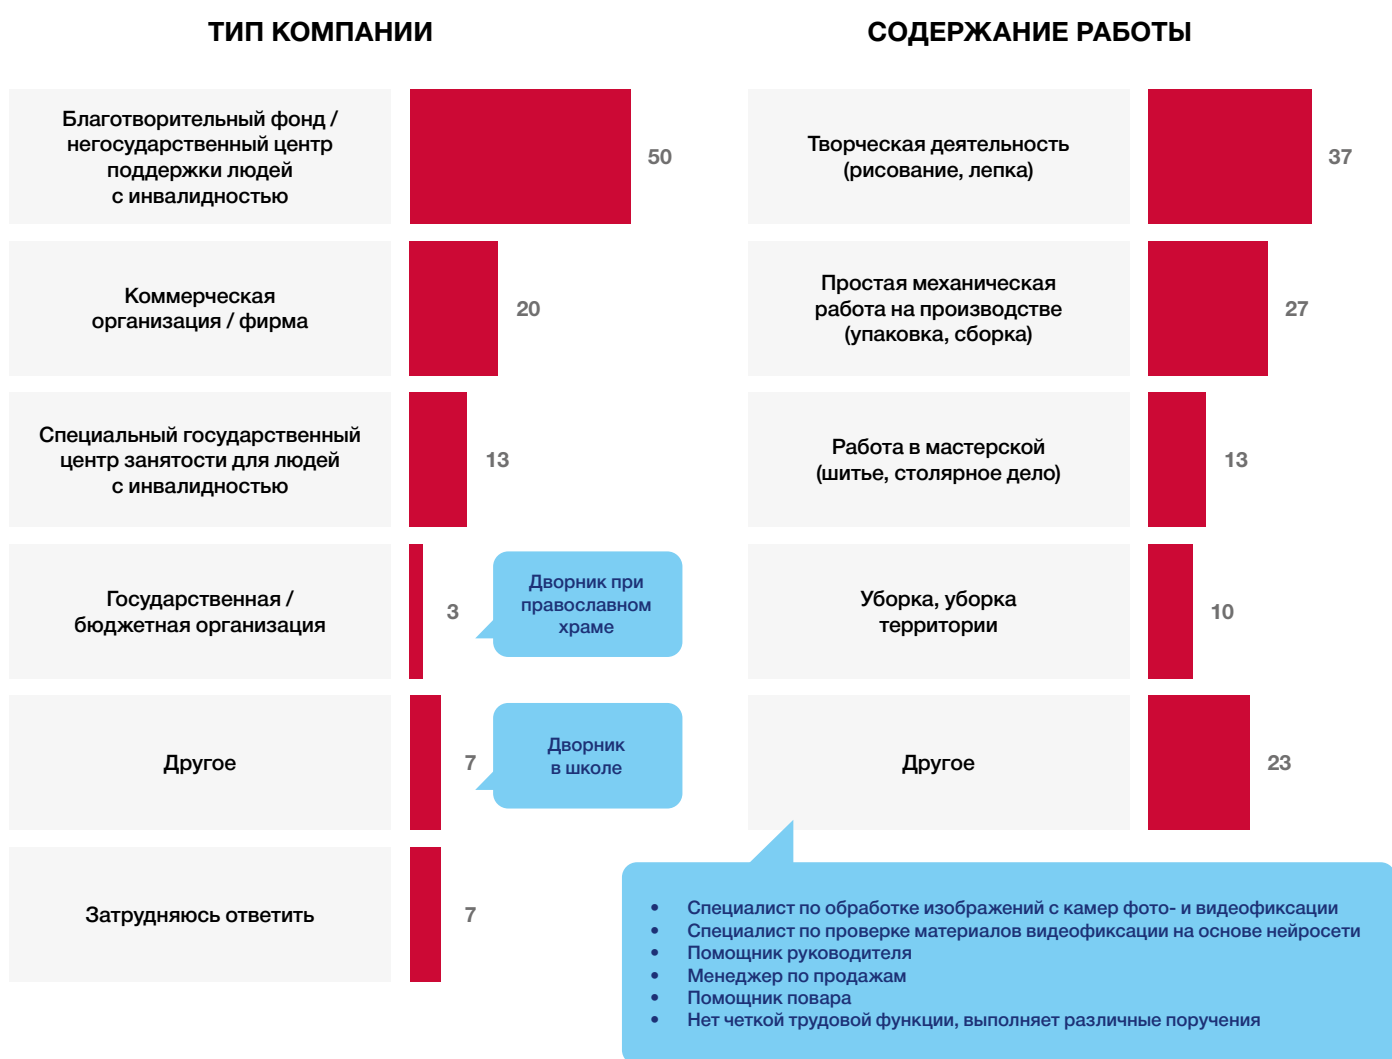 ТИП КОМПАНИИ
Благотворительный фонд /
негосударственный центр
поддержки людей
с инвалидностью
50
Коммерческая
организация / фирма
20
Специальный государственный
центр занятости для людей
с инвалидностью
13
Государственная /
бюджетная организация
3
Дворник при
православном
храме
Другое
7
Дворник
в школе
Затрудняюсь ответить
7
СОДЕРЖАНИЕ РАБОТЫ
Творческая деятельность
(рисование, лепка)
37
Простая механическая
работа на производстве
(упаковка, сборка)
27
Работа в мастерской
(шитье, столярное дело)
13
Уборка, уборка
территории
10
Другое
23
• Специалист по обработке изображений с камер фото- и видеофиксации
• Специалист по проверке материалов видеофиксации на основе нейросети
• Помощник руководителя
• Менеджер по продажам
• Помощник повара
• Нет четкой трудовой функции, выполняет различные поручения